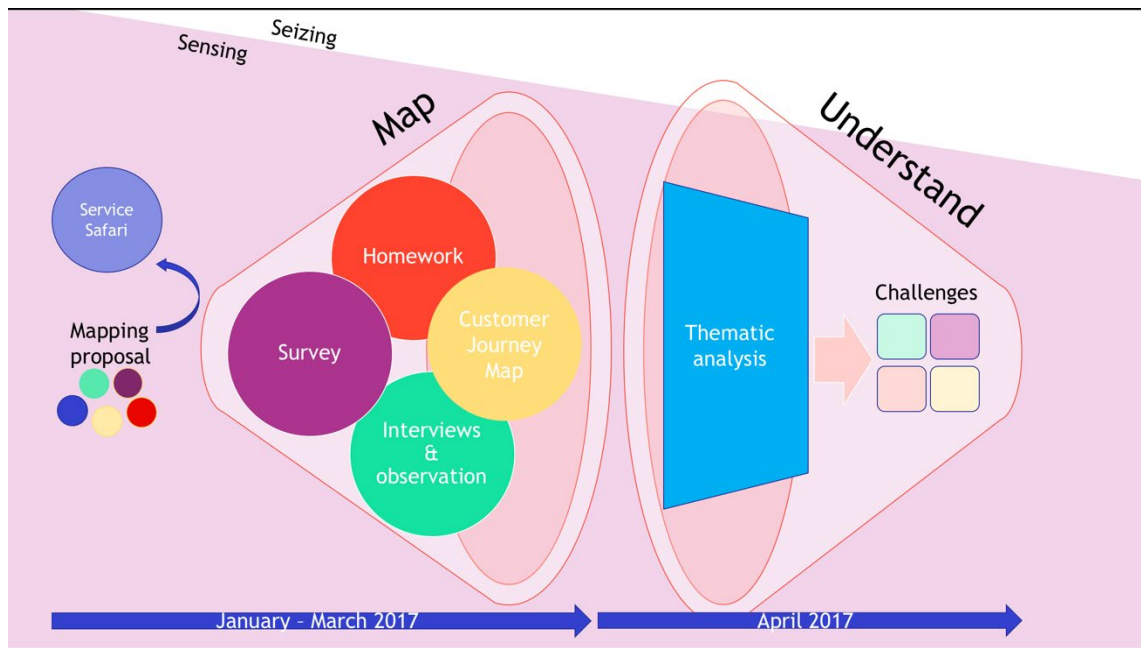 Seizing
Sensing
Map
Understand
Service
Safari
Mapping
proposal
Homework
Survey
Customer
Journey
Map
Interviews
&
observation
Thematic
analysis
Challenges
January – March 2017
April 2017